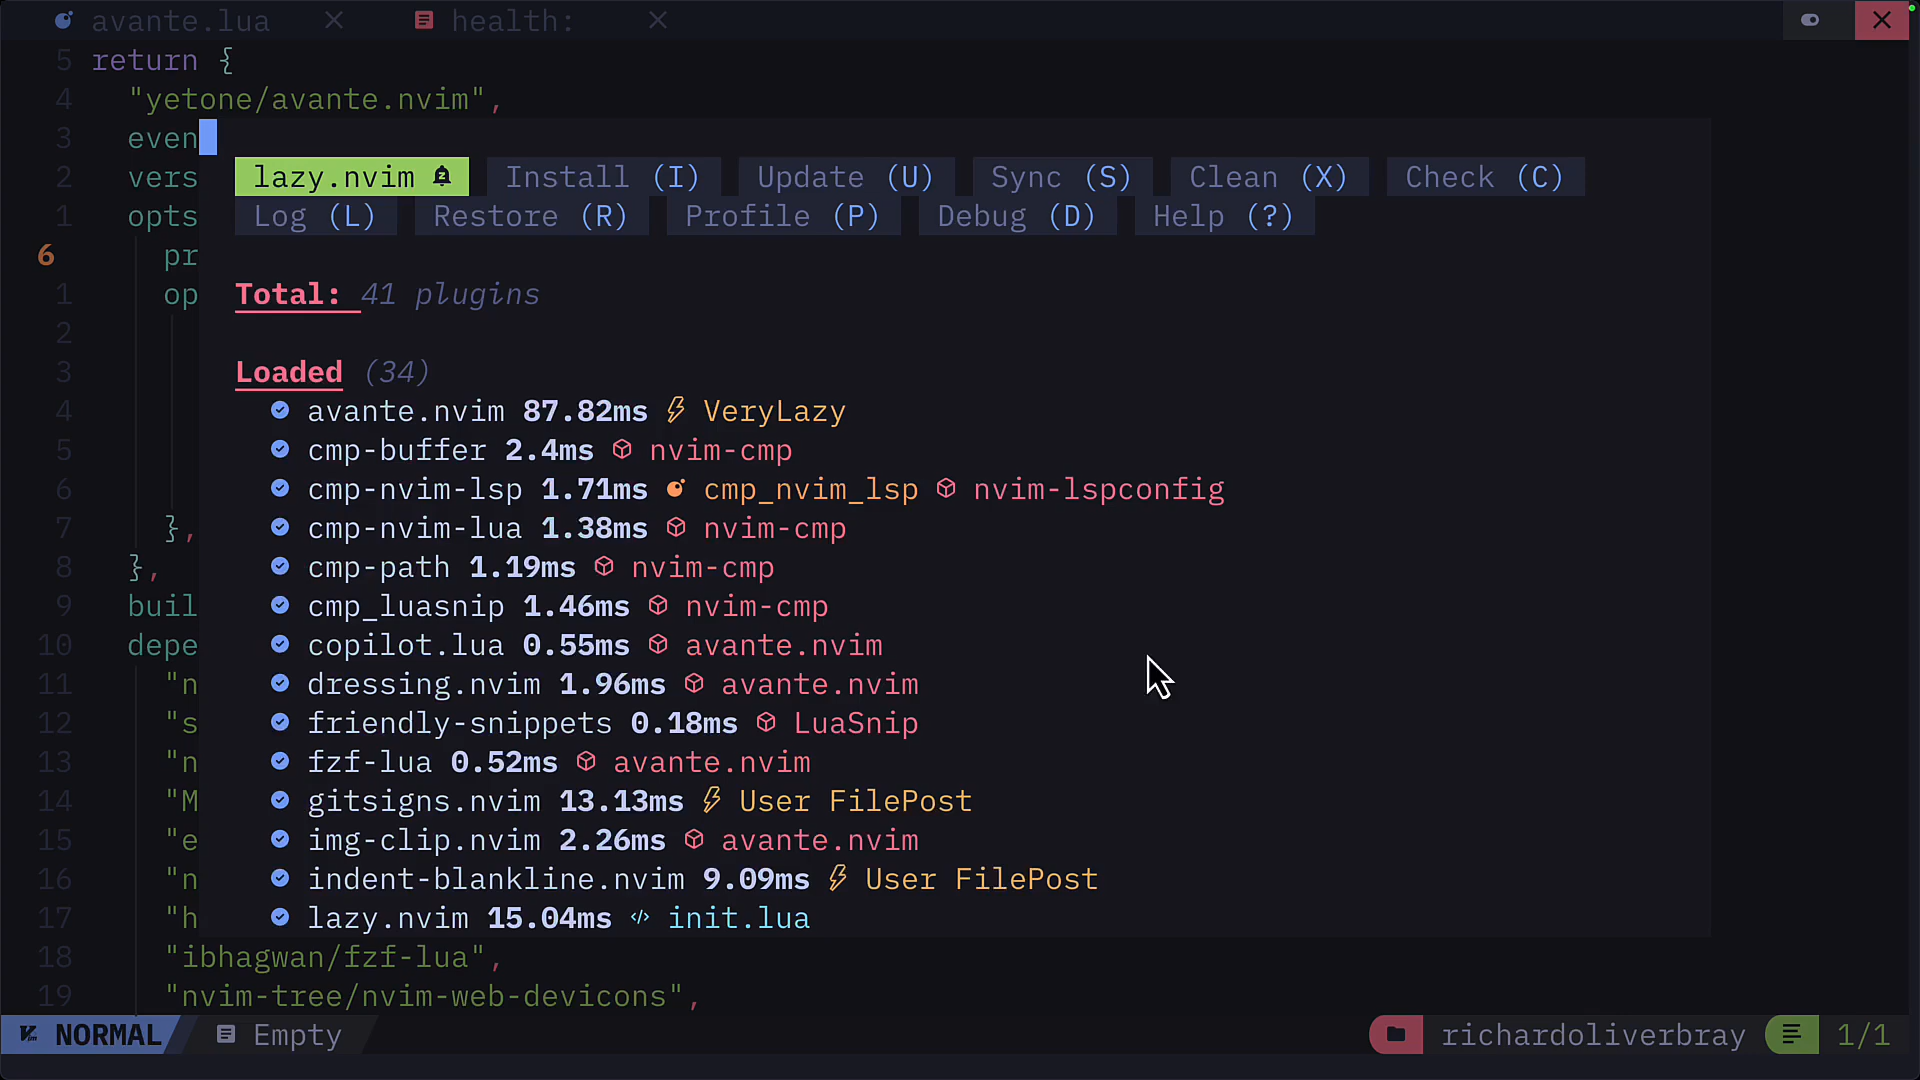 avante.lua health:
5 return {
4 "yetone/avante.nvim",
3 even
2 vers lazy.nvim Install (I) Update (U) Sync (S) Clean (X) Check (C)
1 opts Log (L) Restore (R) Profile (P) Debug (D) Help (?)
6 pr
1 op Total: 41 plugins
2
3 Loaded (34)
4 avante.nvim 87.82ms VeryLazy
5 cmp-buffer 2.4ms nvim-cmp
6 cmp-nvim-lsp 1.71ms cmp_nvim_lsp nvim-lspconfig
7 }, cmp-nvim-lua 1.38ms nvim-cmp
8 }, cmp-path 1.19ms nvim-cmp
9 buil cmp_luasnip 1.46ms nvim-cmp
10 depe copilot.lua 0.55ms avante.nvim
11 "n dressing.nvim 1.96ms avante.nvim
12 "s friendly-snippets 0.18ms LuaSnip
13 "n fzf-lua 0.52ms avante.nvim
14 "M gitsigns.nvim 13.13ms User FilePost
15 "e img-clip.nvim 2.26ms avante.nvim
16 "n indent-blankline.nvim 9.09ms User FilePost
17 "h lazy.nvim 15.04ms init.lua
18 "ibhagwan/fzf-lua",
19 "nvim-tree/nvim-web-devicons",
NORMAL Empty richardoliverbray 1/1